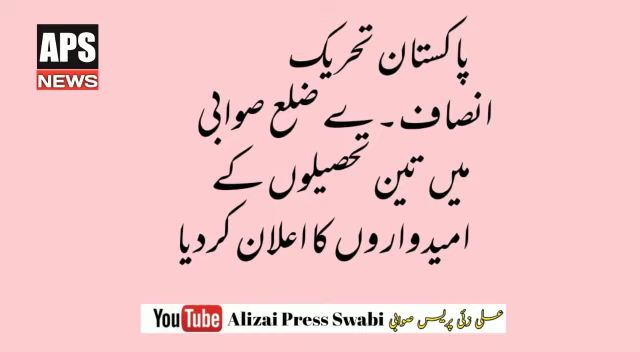 APS
NEWS
پاکستان تحریک
انصاف۔ے ضلع صوابی
میں تین تحصیلوں کے
امیدواروں کا اعلان کردیا
YouTube Alizai Press Swabi علی زئی پریس صوابی